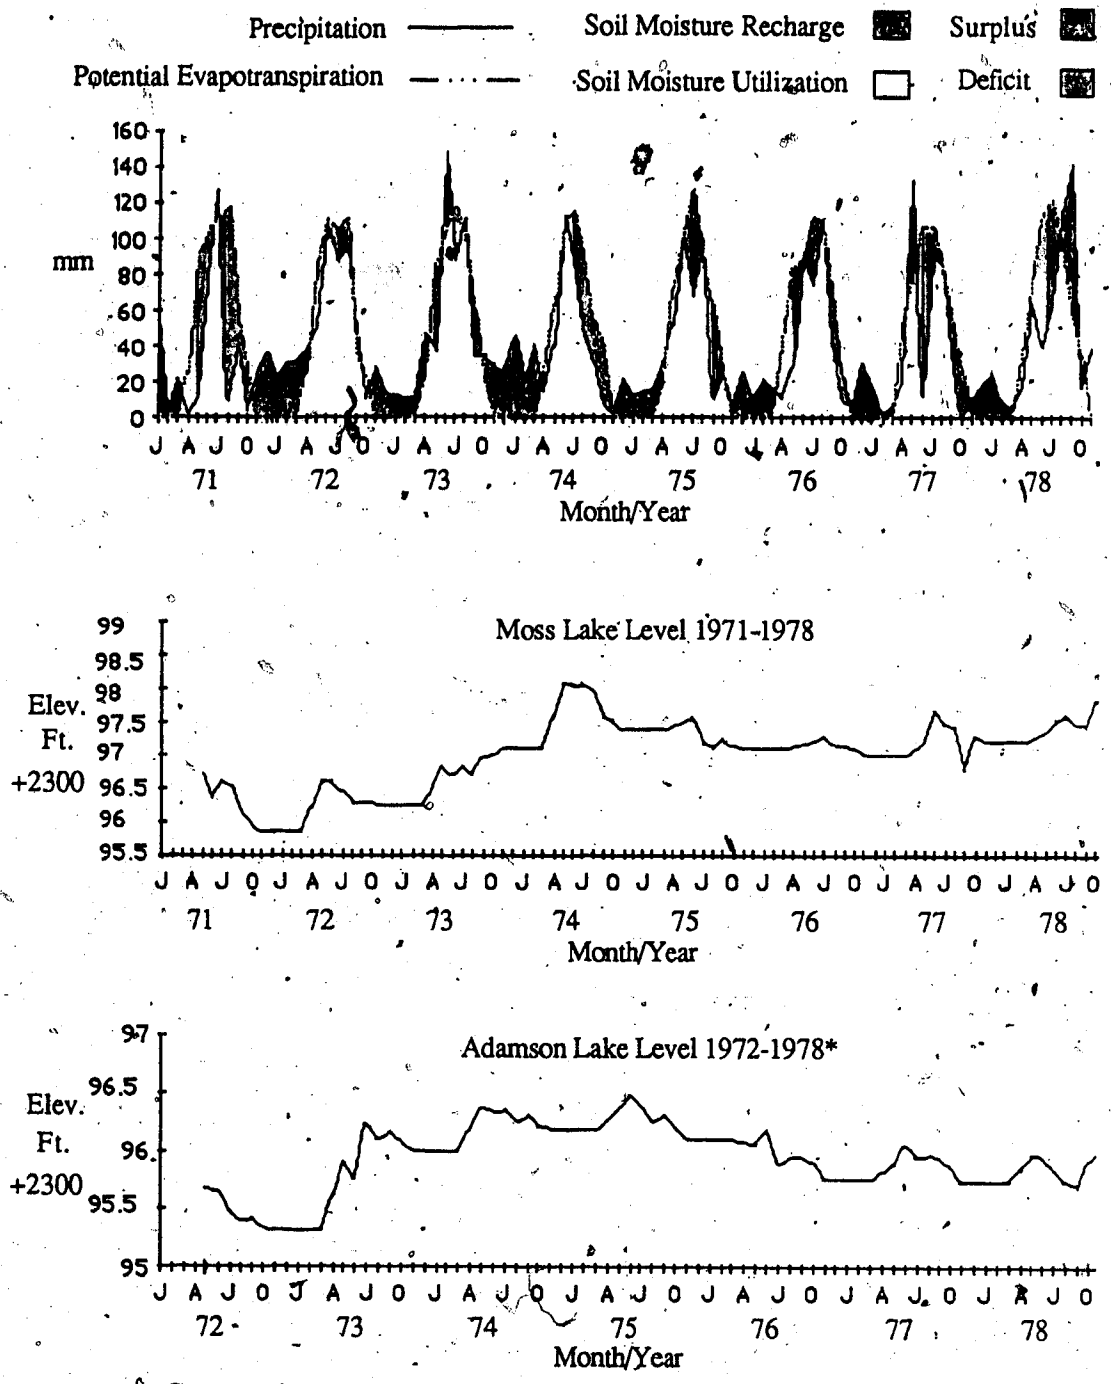 Precipitation Soil Moisture Recharge Surplus
Potential Evapotranspiration Soil Moisture Utilization Deficit
160
140
120
100
mm
80
60
40
20
0
J A J O J A J O J A J O J A J O J A J O J A J O J A J O J A J O
71 72 73 74 75 76 77 78
Month/Year
Moss Lake Level 1971-1978
99
98.5
98
Elev.
97.5
Ft.
97
+2300
96.5
96
95.5
J A J O J A J O J A J O J A J O J A J O J A J O J A J O J A J O
71 72 73 74 75 76 77 78
Month/Year
Adamson Lake Level 1972-1978*
97
96.5
Elev.
Ft.
96
+2300
95.5
95
J A J O J A J O J A J O J A J O J A J O J A J O J A J O
72 73 74 75 76 77 78
Month/Year